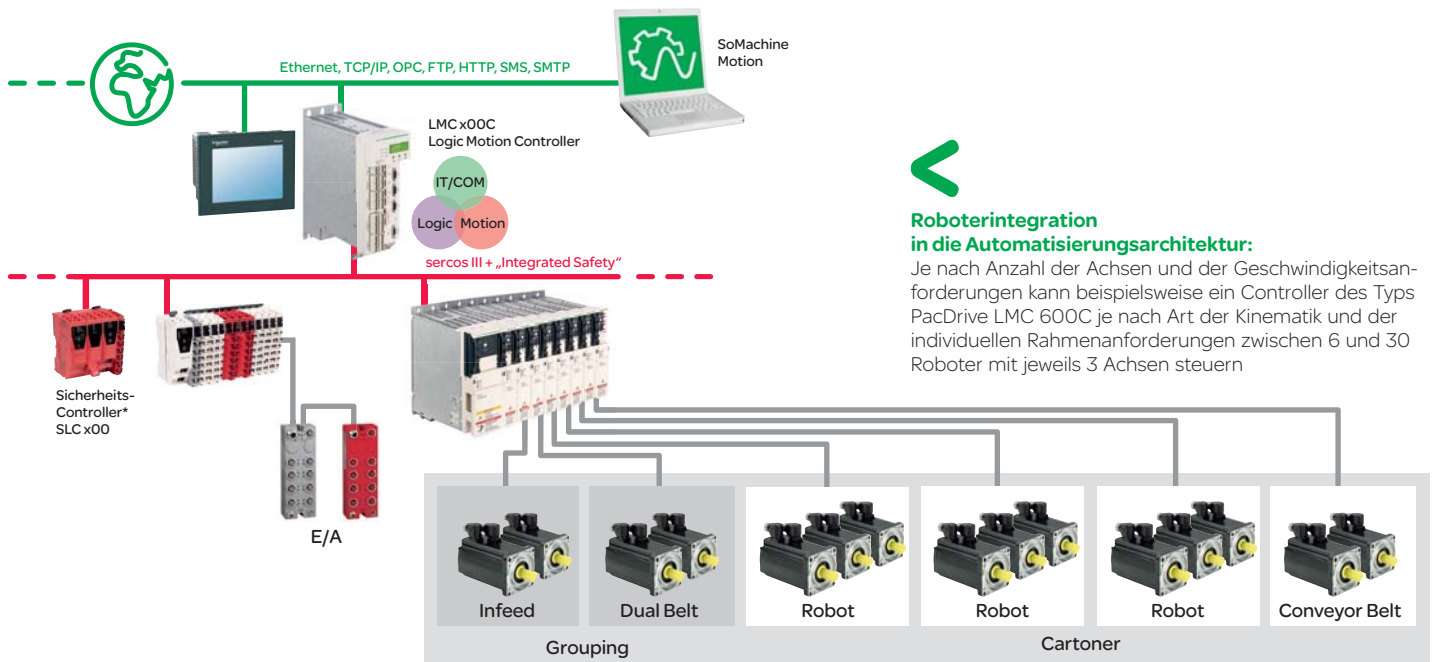 Ethernet, TCP/IP, OPC, FTP, HTTP, SMS, SMTP
SoMachine
Motion
LMC x00C
Logic Motion Controller
IT/COM
Logic
Motion
sercos III + „Integrated Safety“
Sicherheits-
Controller*
SLC x00
E/A
Roboterintegration
in die Automatisierungsarchitektur:
Je nach Anzahl der Achsen und der Geschwindigkeitsan-
forderungen kann beispielsweise ein Controller des Typs
PacDrive LMC 600C je nach Art der Kinematik und der
individuellen Rahmenanforderungen zwischen 6 und 30
Roboter mit jeweils 3 Achsen steuern
Infeed
Dual Belt
Robot
Robot
Robot
Conveyor Belt
Grouping
Cartoner